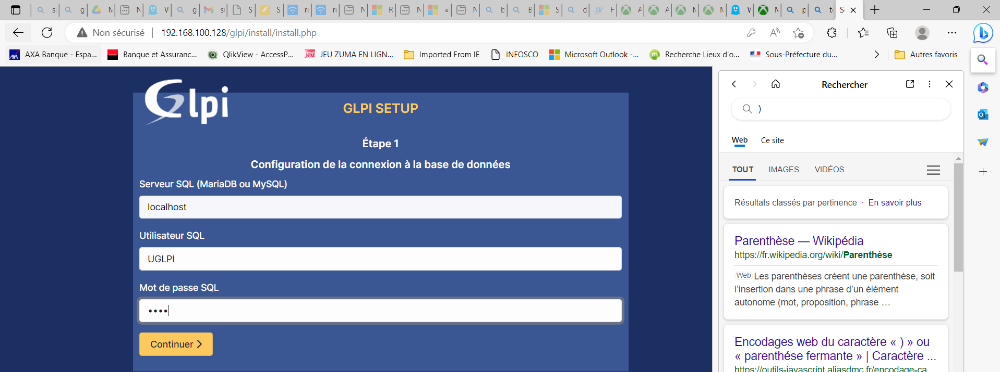 Non sécurisé 192.168.100.128/glpi/install/install.php
AXA Banque - Espa... Banque et Assuranc... QlikView - AccessP... JEU ZUMA EN LIGN... Imported From IE INFOSCO Microsoft Outlook -... Recherche Lieux d'o... Sous-Préfecture du... Autres favoris
Glpi
GLPI SETUP
Étape 1
Configuration de la connexion à la base de données
Serveur SQL (MariaDB ou MySQL)
localhost
Utilisateur SQL
UGLPI
Mot de passe SQL
••••
Continuer
Rechercher
)
Web Ce site
TOUT IMAGES VIDÉOS
Résultats classés par pertinence · En savoir plus
Parenthèse — Wikipédia
https://fr.wikipedia.org/wiki/Parenthèse
Web Les parenthèses créent une parenthèse, soit
l'insertion dans une phrase d'un élément
autonome (mot, proposition, phrase ...
Encodages web du caractère « ) » ou
« parenthése fermante » | Caractère ...
https://outils-javascript.aliasdmc.fr/encodage-ca